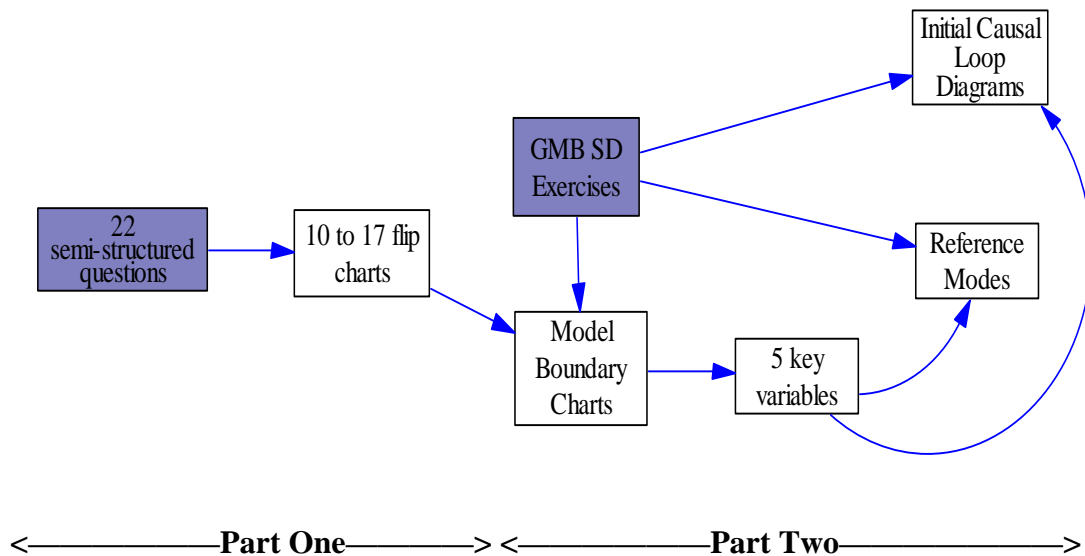 Initial Causal
Loop
Diagrams
GMB SD
Exercises
22
semi-structured
questions
10 to 17 flip
charts
Reference
Modes
Model
Boundary
Charts
5 key
variables
<————————Part One————————> <————————Part Two————————>